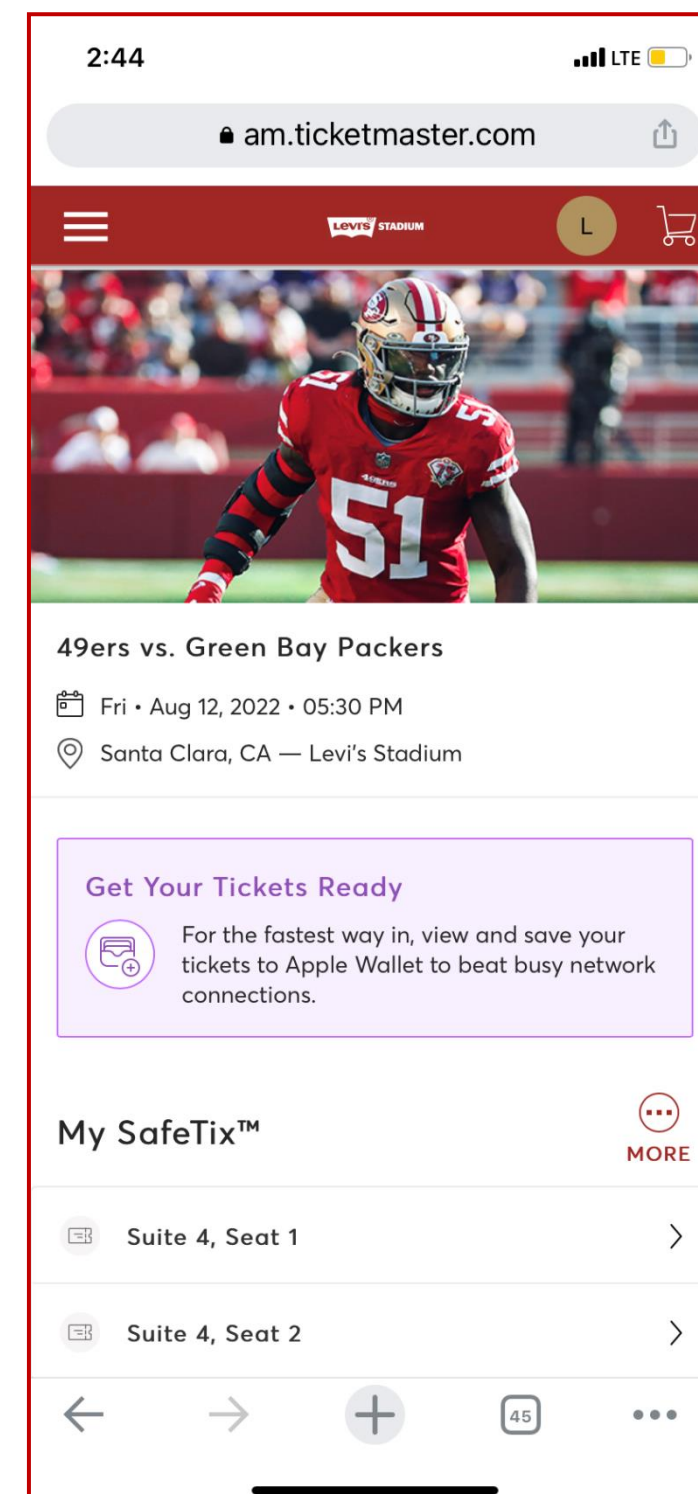 2:44
LTE
am.ticketmaster.com
LEVI'S STADIUM
L
51
51
49ERS
51
49ers vs. Green Bay Packers
Fri • Aug 12, 2022 • 05:30 PM
Santa Clara, CA — Levi's Stadium
Get Your Tickets Ready
For the fastest way in, view and save your
tickets to Apple Wallet to beat busy network
connections.
My SafeTix™
MORE
Suite 4, Seat 1
Suite 4, Seat 2
45